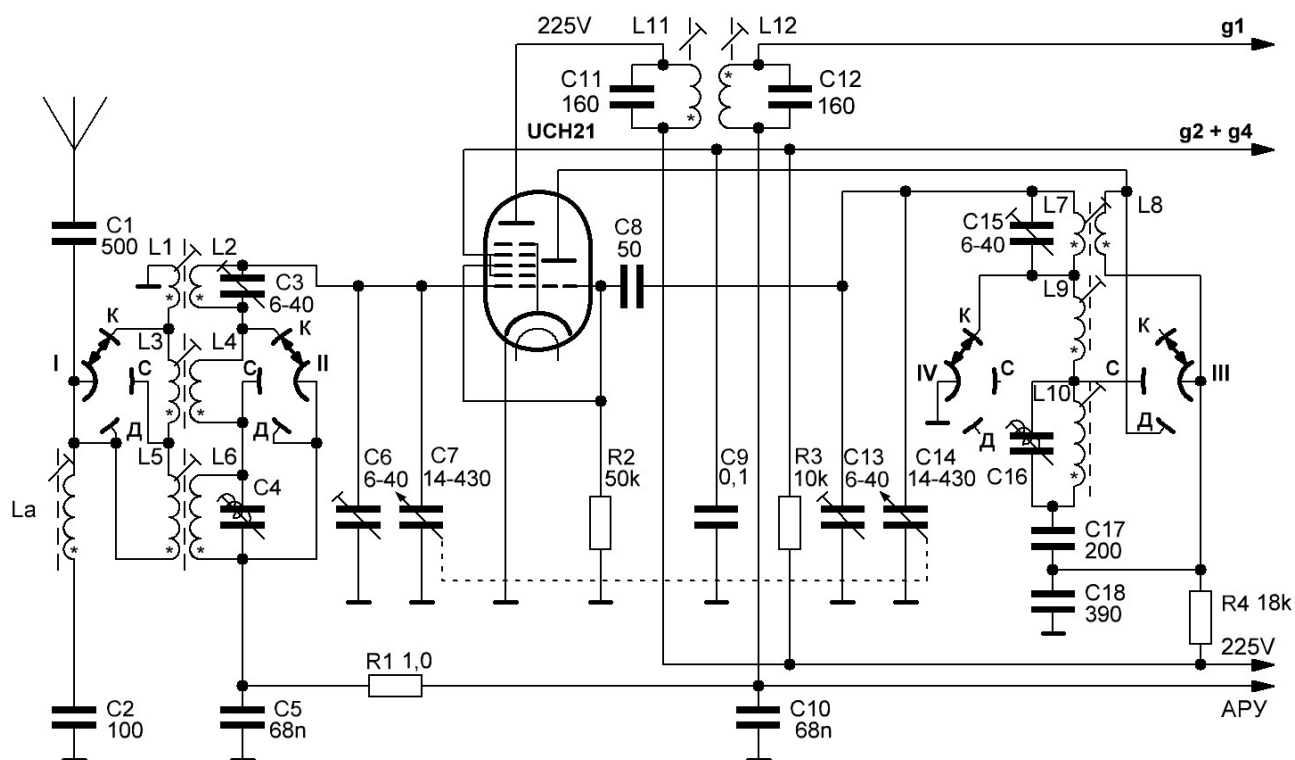 225V
L11
L12
g1
C11
160
C12
160
UCH21
g2 + g4
C1
500
L1
L2
C3
6-40
C8
50
C15
6-40
L7
L8
L9
К
L3
L4
К
I
С
С
II
Д
Д
L5
L6
К
К
IV
С
С
III
Д
L10
Д
C16
La
C4
C6
6-40
C7
14-430
R2
50k
C9
0,1
R3
10k
C13
6-40
C14
14-430
C17
200
C18
390
R4 18k
225V
R1 1,0
АРУ
C2
100
C5
68n
C10
68n